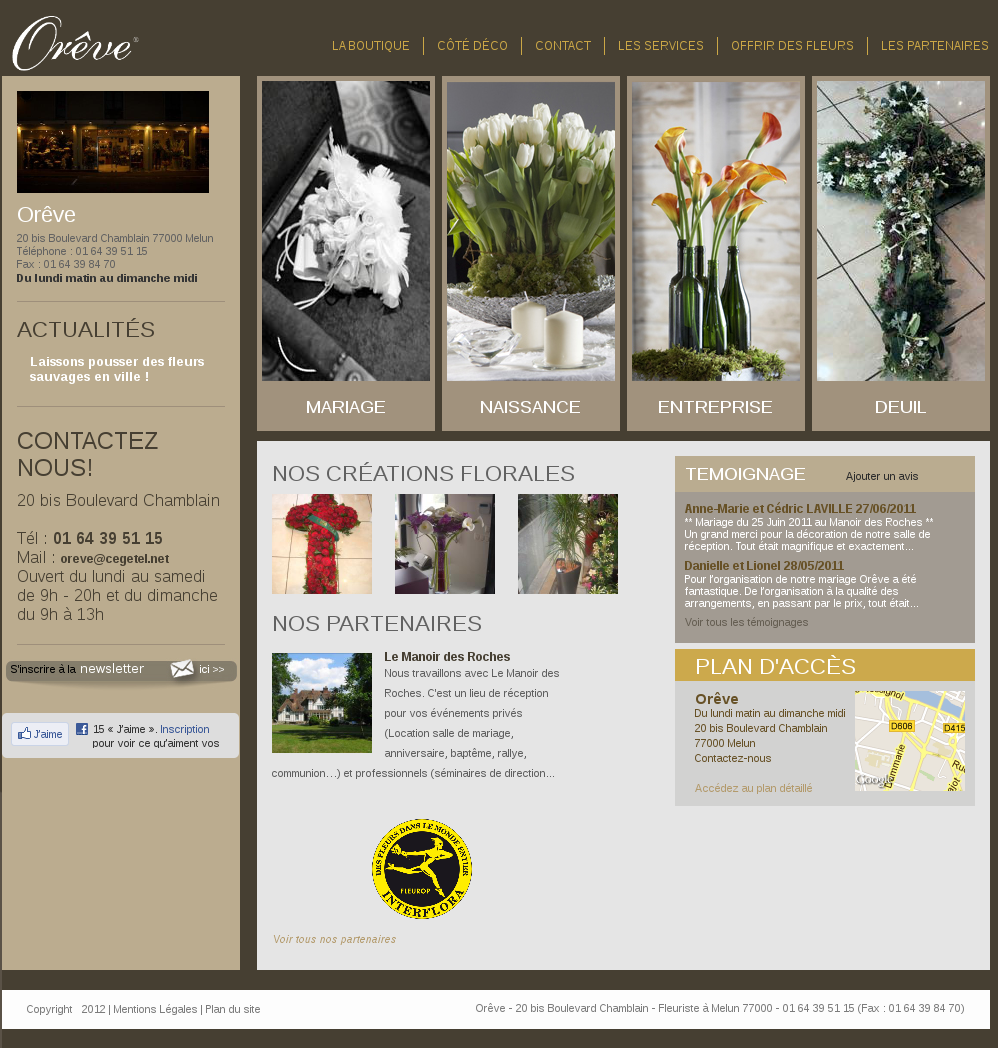 Orêve
LA BOUTIQUE
CÔTÉ DÉCO
CONTACT
LES SERVICES
OFFRIR DES FLEURS
LES PARTENAIRES
Orêve
20 bis Boulevard Chamblain 77000 Melun
Téléphone : 01 64 39 51 15
Fax : 01 64 39 84 70
Du lundi matin au dimanche midi
ACTUALITÉS
Laissons pousser des fleurs
sauvages en ville !
CONTACTEZ
NOUS!
20 bis Boulevard Chamblain
Tél : 01 64 39 51 15
Mail : oreve@cegetel.net
Ouvert du lundi au samedi
de 9h - 20h et du dimanche
du 9h à 13h
S'inscrire à la newsletter ici >>
J'aime
15 « J'aime ». Inscription
pour voir ce qu'aiment vos
MARIAGE
NAISSANCE
ENTREPRISE
DEUIL
NOS CRÉATIONS FLORALES
NOS PARTENAIRES
Le Manoir des Roches
Nous travaillons avec Le Manoir des
Roches. C'est un lieu de réception
pour vos événements privés
(Location salle de mariage,
anniversaire, baptême, rallye,
communion…) et professionnels (séminaires de direction...
DES FLEURS DANS LE MONDE ENTIER
FLEUROP
INTERFLORA
Voir tous nos partenaires
TEMOIGNAGE
Ajouter un avis
Anne-Marie et Cédric LAVILLE 27/06/2011
** Mariage du 25 Juin 2011 au Manoir des Roches **
Un grand merci pour la décoration de notre salle de
réception. Tout était magnifique et exactement...
Danielle et Lionel 28/05/2011
Pour l'organisation de notre mariage Orêve a été
fantastique. De l'organisation à la qualité des
arrangements, en passant par le prix, tout était...
Voir tous les témoignages
PLAN D'ACCÈS
Orêve
Du lundi matin au dimanche midi
20 bis Boulevard Chamblain
77000 Melun
Contactez-nous
Accédez au plan détaillé
D606
D415
Google
Copyright 2012 | Mentions Légales | Plan du site
Orêve - 20 bis Boulevard Chamblain - Fleuriste à Melun 77000 - 01 64 39 51 15 (Fax : 01 64 39 84 70)